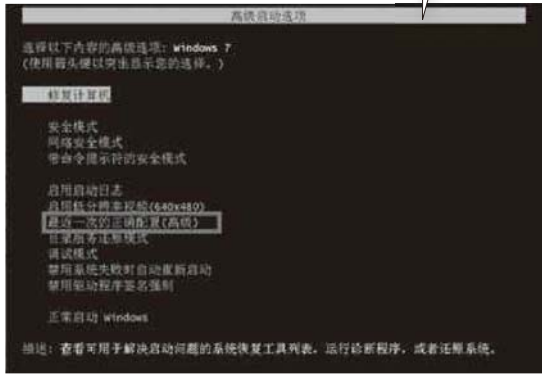 高级启动选项
选择以下内容的高级选项: Windows 7
(使用箭头键以突出显示您的选择。)
修复计算机
安全模式
网络安全模式
带命令提示符的安全模式
启用启动日志
启用低分辨率视频(640x480)
最近一次的正确配置(高级)
目录服务还原模式
调试模式
禁用系统失败时自动重新启动
禁用驱动程序签名强制
正常启动 Windows
描述: 查看可用于解决启动问题的系统恢复工具列表，运行诊断程序，或者还原系统。